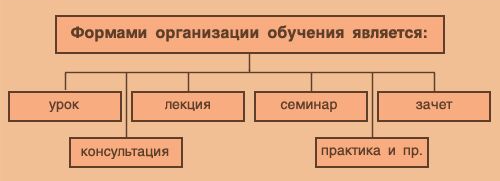 Формами организации обучения является:
урок
лекция
семинар
зачет
консультация
практика и пр.